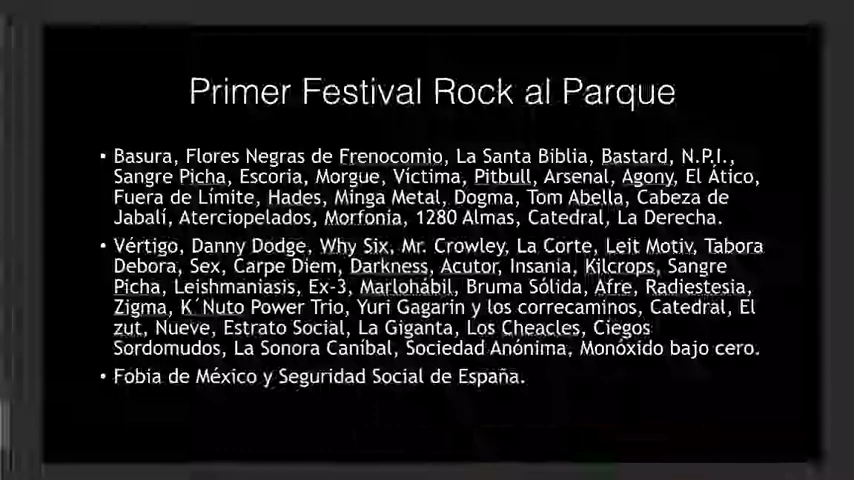 Primer Festival Rock al Parque
• Basura, Flores Negras de Frenocomio, La Santa Biblia, Bastard, N.P.I.,
Sangre Picha, Escoria, Morgue, Víctima, Pitbull, Arsenal, Agony, El Ático,
Fuera de Límite, Hades, Minga Metal, Dogma, Tom Abella, Cabeza de
Jabalí, Aterciopelados, Morfonia, 1280 Almas, Catedral, La Derecha.
• Vértigo, Danny Dodge, Why Six, Mr. Crowley, La Corte, Leit Motiv, Tabora
Debora, Sex, Carpe Diem, Darkness, Acutor, Insania, Kilcrops, Sangre
Picha, Leishmaniasis, Ex-3, Marlohábil, Bruma Sólida, Afre, Radiestesia,
Zigma, K´Nuto Power Trio, Yuri Gagarin y los correcaminos, Catedral, El
zut, Nueve, Estrato Social, La Giganta, Los Cheacles, Ciegos
Sordomudos, La Sonora Caníbal, Sociedad Anónima, Monóxido bajo cero.
• Fobia de México y Seguridad Social de España.